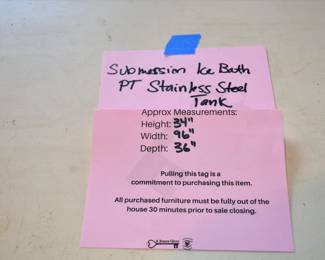 Submersion Ice Bath
PT Stainless Steel
Tank
Approx Measurements:
Height: 34"
Width: 96"
Depth: 36"
Pulling this tag is a
commitment to purchasing this item.
All purchased furniture must be fully out of the
house 30 minutes prior to sale closing.